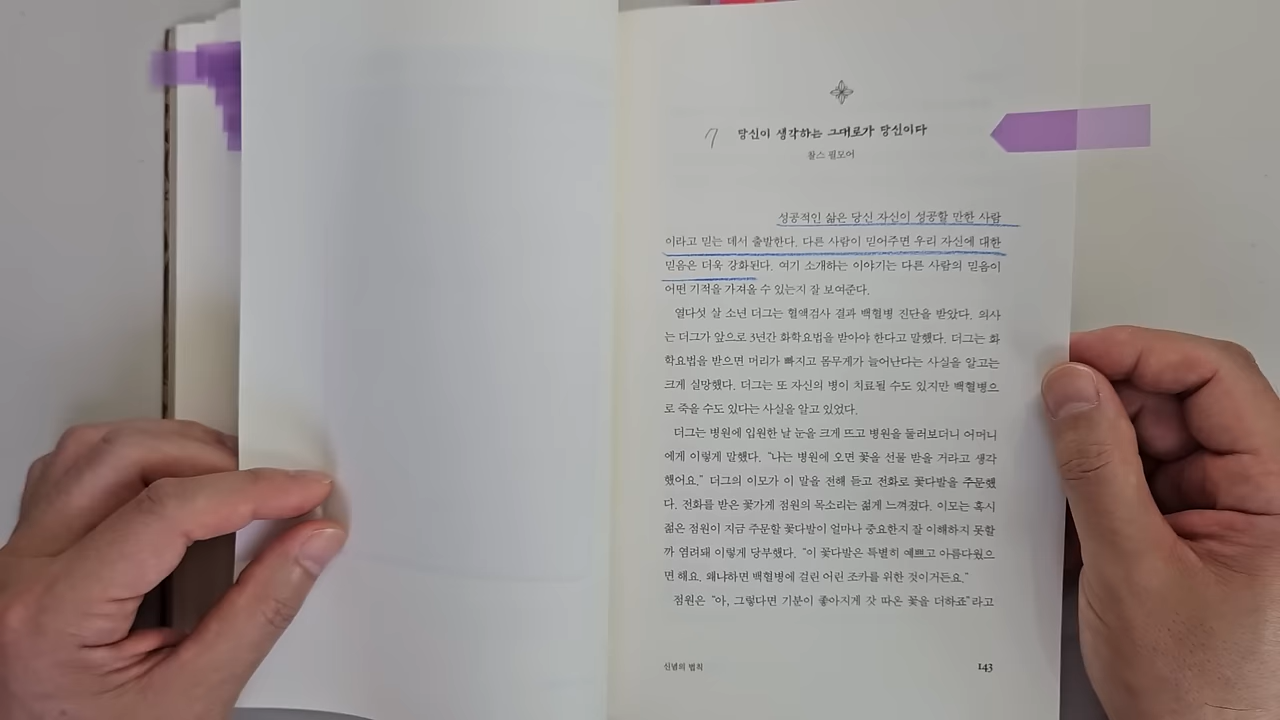 7 당신이 생각하는 그대로가 당신이다
찰스 필모어
성공적인 삶은 당신 자신이 성공할 만한 사람
이라고 믿는 데서 출발한다. 다른 사람이 믿어주면 우리 자신에 대한
믿음은 더욱 강화된다. 여기 소개하는 이야기는 다른 사람의 믿음이
어떤 기적을 가져올 수 있는지 잘 보여준다.
열다섯 살 소년 더그는 혈액검사 결과 백혈병 진단을 받았다. 의사
는 더그가 앞으로 3년간 화학요법을 받아야 한다고 말했다. 더그는 화
학요법을 받으면 머리가 빠지고 몸무게가 늘어난다는 사실을 알고는
크게 실망했다. 더그는 또 자신의 병이 치료될 수도 있지만 백혈병으
로 죽을 수도 있다는 사실을 알고 있었다.
더그는 병원에 입원한 날 눈을 크게 뜨고 병원을 둘러보더니 어머니
에게 이렇게 말했다. “나는 병원에 오면 꽃을 선물 받을 거라고 생각
했어요.” 더그의 이모가 이 말을 전해 듣고 전화로 꽃다발을 주문했
다. 전화를 받은 꽃가게 점원의 목소리는 젊게 느껴졌다. 이모는 혹시
젊은 점원이 지금 주문할 꽃다발이 얼마나 중요한지 잘 이해하지 못할
까 염려돼 이렇게 당부했다. “이 꽃다발은 특별히 예쁘고 아름다웠으
면 해요. 왜냐하면 백혈병에 걸린 어린 조카를 위한 것이거든요.”
점원은 “아, 그렇다면 기분이 좋아지게 갓 따온 꽃을 더하죠”라고
신념의 법칙
143